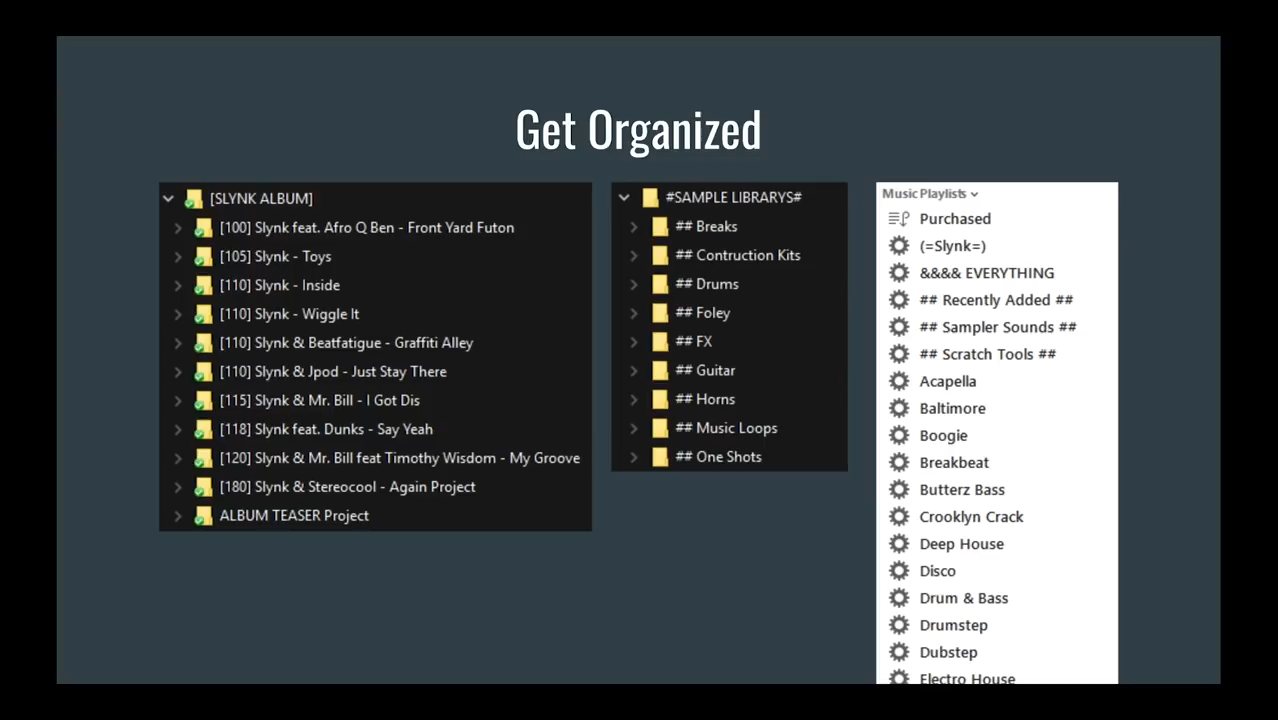 Get Organized
[SLYNK ALBUM]
[100] Slynk feat. Afro Q Ben - Front Yard Futon
[105] Slynk - Toys
[110] Slynk - Inside
[110] Slynk - Wiggle It
[110] Slynk & Beatfatigue - Graffiti Alley
[110] Slynk & Jpod - Just Stay There
[115] Slynk & Mr. Bill - I Got Dis
[118] Slynk feat. Dunks - Say Yeah
[120] Slynk & Mr. Bill feat Timothy Wisdom - My Groove
[180] Slynk & Stereocool - Again Project
ALBUM TEASER Project
#SAMPLE LIBRARYS#
## Breaks
## Contruction Kits
## Drums
## Foley
## FX
## Guitar
## Horns
## Music Loops
## One Shots
Music Playlists
Purchased
(=Slynk=)
&&&& EVERYTHING
## Recently Added ##
## Sampler Sounds ##
## Scratch Tools ##
Acapella
Baltimore
Boogie
Breakbeat
Butterz Bass
Crooklyn Crack
Deep House
Disco
Drum & Bass
Drumstep
Dubstep
Electro House